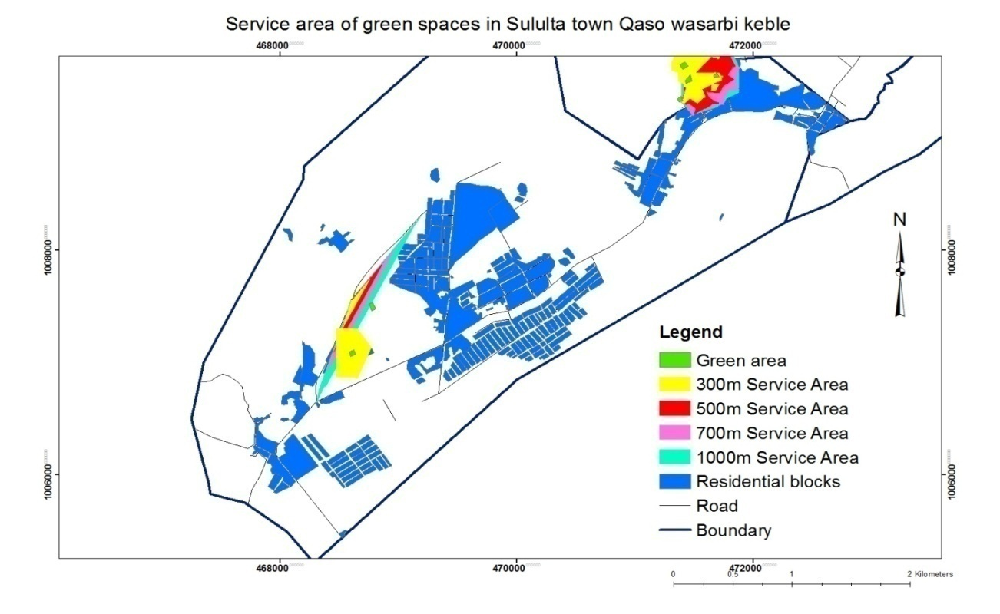 Service area of green spaces in Sululta town Qaso wasarbi keble
468000 470000 472000
1008000 1008000
N
Legend
Green area
300m Service Area
500m Service Area
700m Service Area
1000m Service Area
Residential blocks
Road
Boundary
1006000 1006000
468000 470000 472000
0 0.5 1 2 Kilometers